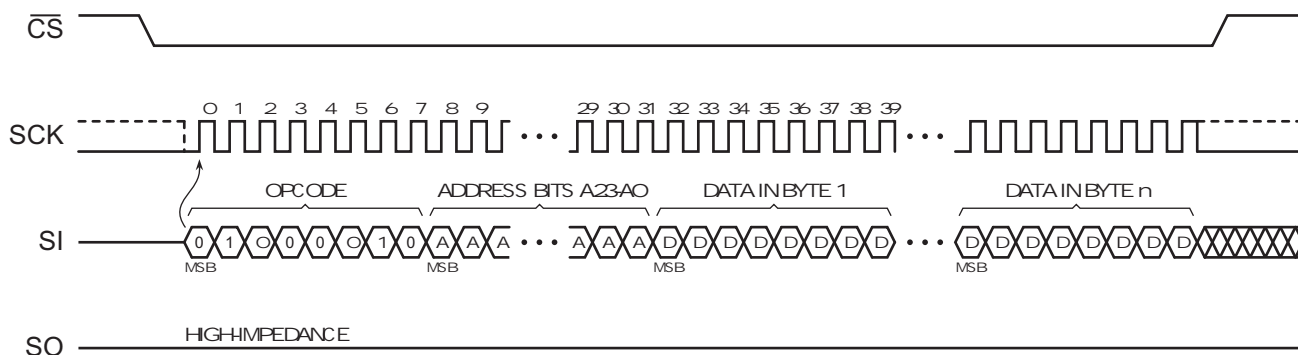 CS
0 1 2 3 4 5 6 7 8 9 29 30 31 32 33 34 35 36 37 38 39
SCK
OPCODE ADDRESS BITS A23-A0 DATA IN BYTE 1 DATA IN BYTE n
SI 0 1 0 0 0 0 1 0 A A A A A A D D D D D D D D D D D D D D D D
MSB MSB MSB MSB
HIGH-IMPEDANCE
SO